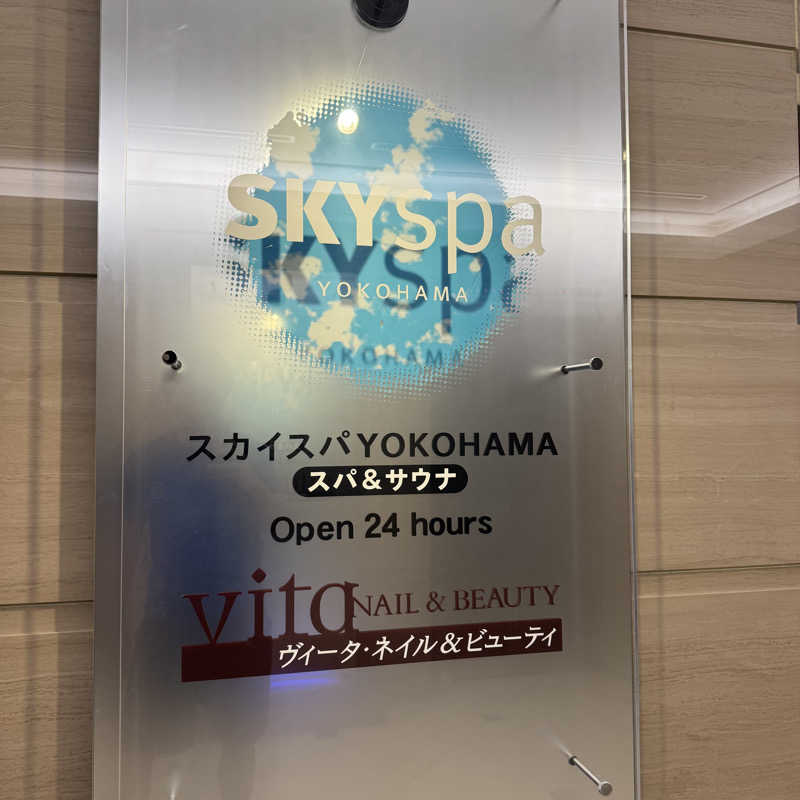 SKYspa
YOKOHAMA
スカイスパYOKOHAMA
スパ&サウナ
Open 24 hours
vita NAIL & BEAUTY
ヴィータ・ネイル&ビューティ